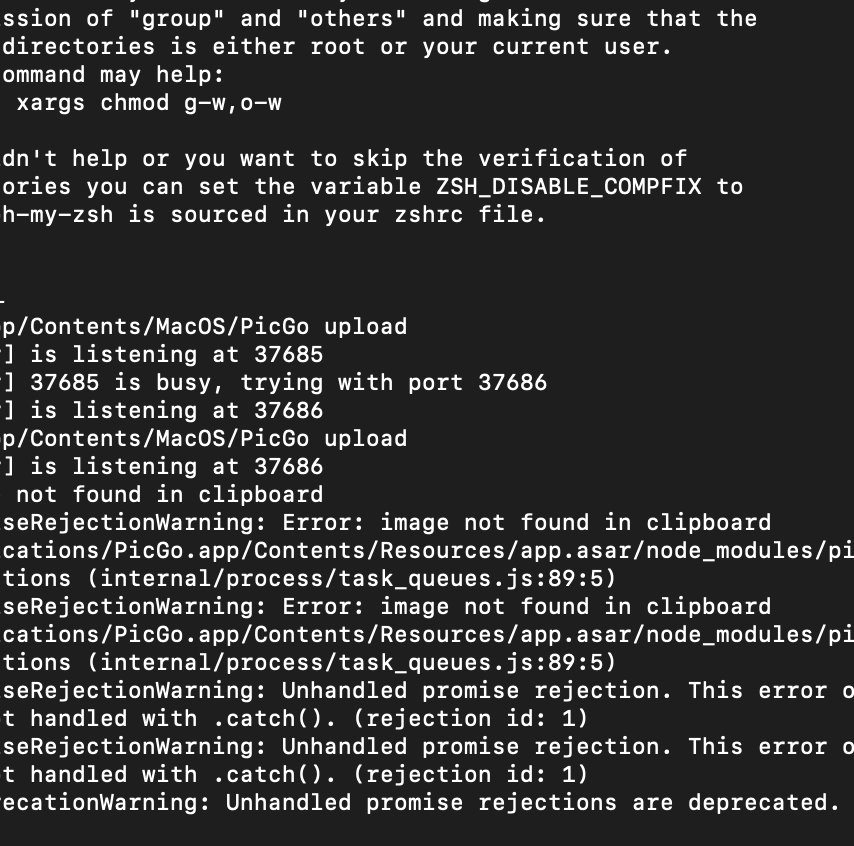 ssion of "group" and "others" and making sure that the
directories is either root or your current user.
ommand may help:
xargs chmod g-w,o-w
dn't help or you want to skip the verification of
ories you can set the variable ZSH_DISABLE_COMPFIX to
h-my-zsh is sourced in your zshrc file.
pp/Contents/MacOS/PicGo upload
] is listening at 37685
] 37685 is busy, trying with port 37686
] is listening at 37686
pp/Contents/MacOS/PicGo upload
] is listening at 37686
not found in clipboard
seRejectionWarning: Error: image not found in clipboard
cations/PicGo.app/Contents/Resources/app.asar/node_modules/pi
tions (internal/process/task_queues.js:89:5)
seRejectionWarning: Error: image not found in clipboard
cations/PicGo.app/Contents/Resources/app.asar/node_modules/pi
tions (internal/process/task_queues.js:89:5)
seRejectionWarning: Unhandled promise rejection. This error o
t handled with .catch(). (rejection id: 1)
seRejectionWarning: Unhandled promise rejection. This error o
t handled with .catch(). (rejection id: 1)
recationWarning: Unhandled promise rejections are deprecated.